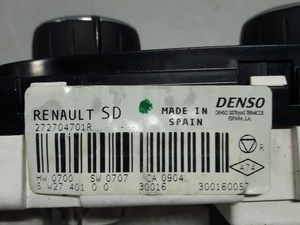 RENAULT SD
MADE IN
SPAIN
DENSO
DENSO SISTEMAS TERMICOS
ESPAÑA, S.A.
272704701R
R
A74
HW 0700 SW 0707 CA 0904
S W27 401 0 0 30016 300160057